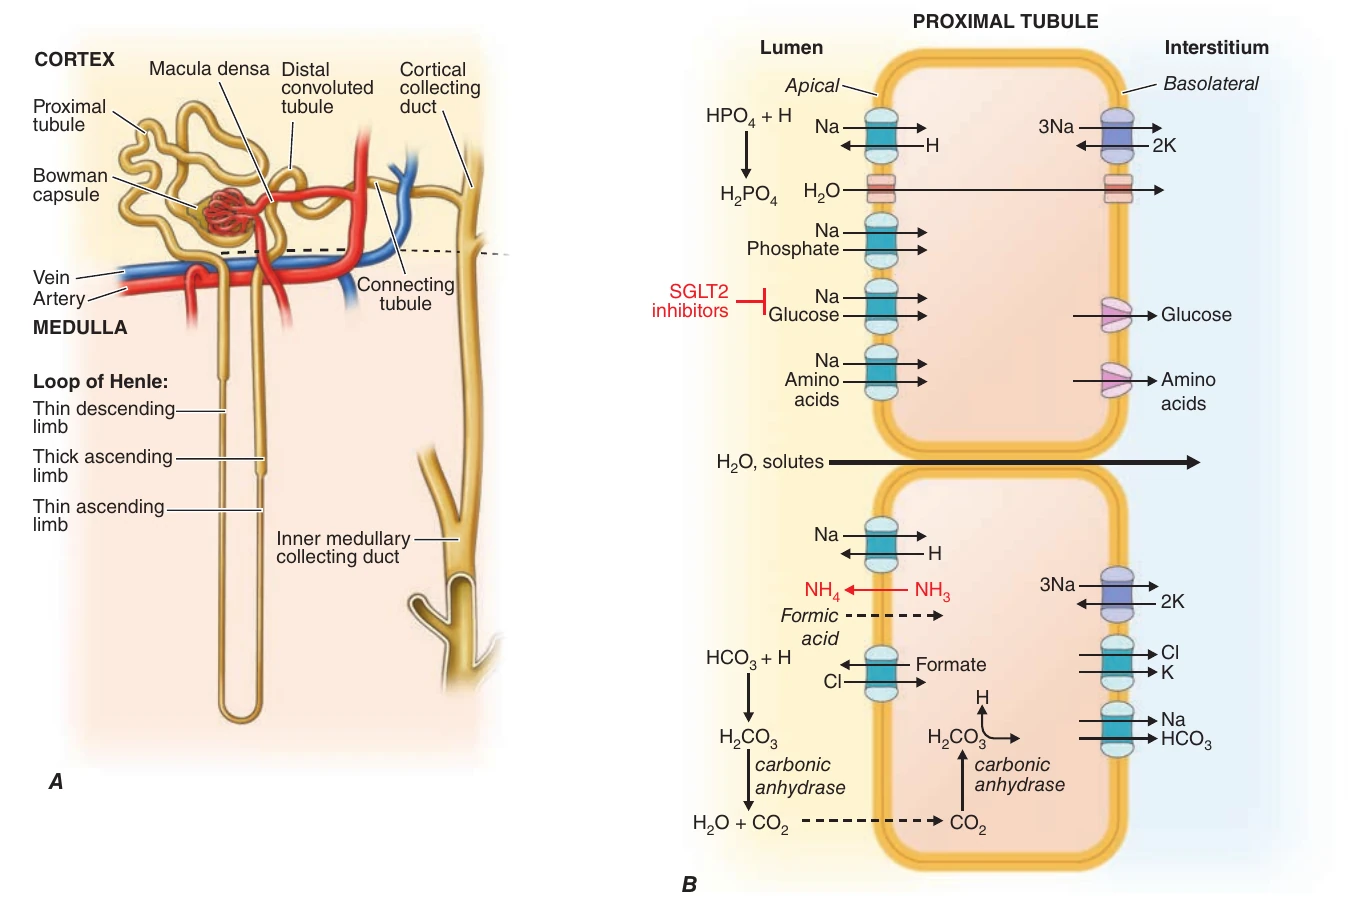 CORTEX
Macula densa
Distal
convoluted
tubule
Cortical
collecting
duct
Proximal
tubule
Bowman
capsule
Vein
Artery
Connecting
tubule
MEDULLA
Loop of Henle:
Thin descending
limb
Thick ascending
limb
Thin ascending
limb
Inner medullary
collecting duct
A
PROXIMAL TUBULE
Lumen
Interstitium
Apical
Basolateral
HPO4 + H
H2PO4
Na
H
3Na
2K
H2O
Na
Phosphate
SGLT2
inhibitors
Na
Glucose
Glucose
Na
Amino
acids
Amino
acids
H2O, solutes
Na
H
NH4
NH3
Formic
acid
3Na
2K
HCO3 + H
Formate
Cl
Cl
K
H
H2CO3
H2CO3
Na
HCO3
carbonic
anhydrase
carbonic
anhydrase
H2O + CO2
CO2
B